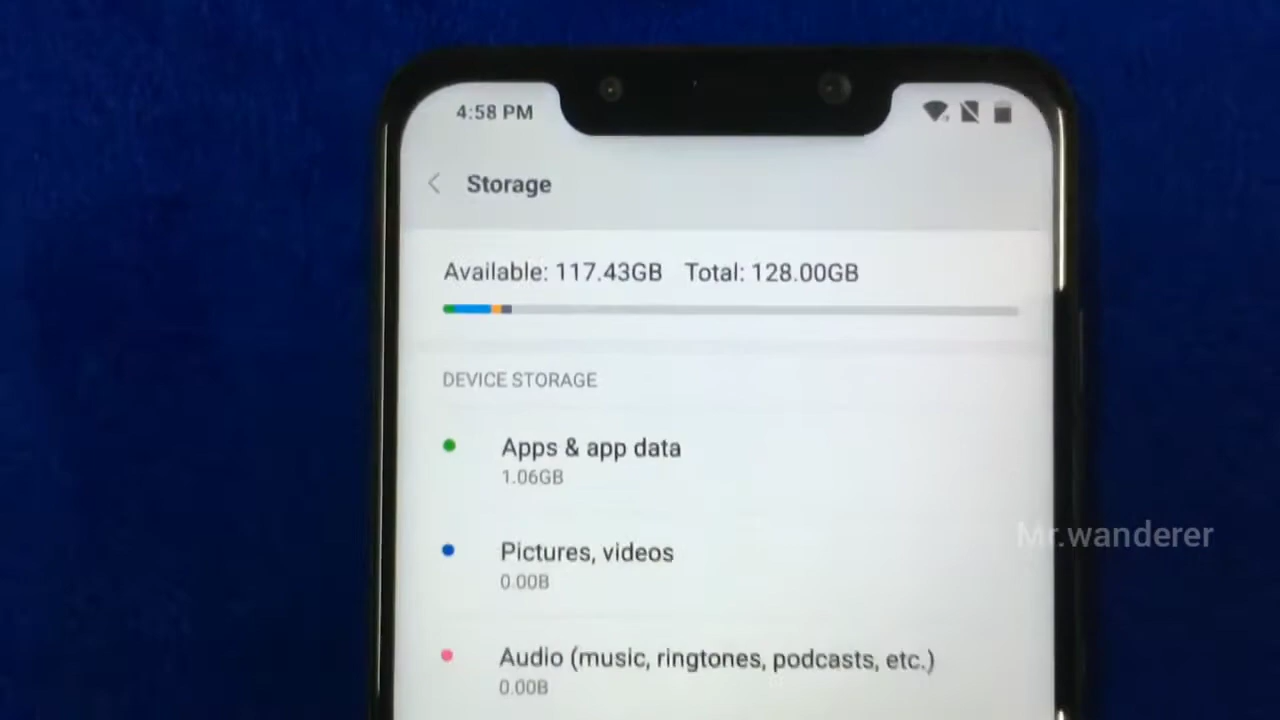 4:58 PM
Storage
Available: 117.43GB Total: 128.00GB
DEVICE STORAGE
Apps & app data
1.06GB
Mr.wanderer
Pictures, videos
0.00B
Audio (music, ringtones, podcasts, etc.)
0.00B